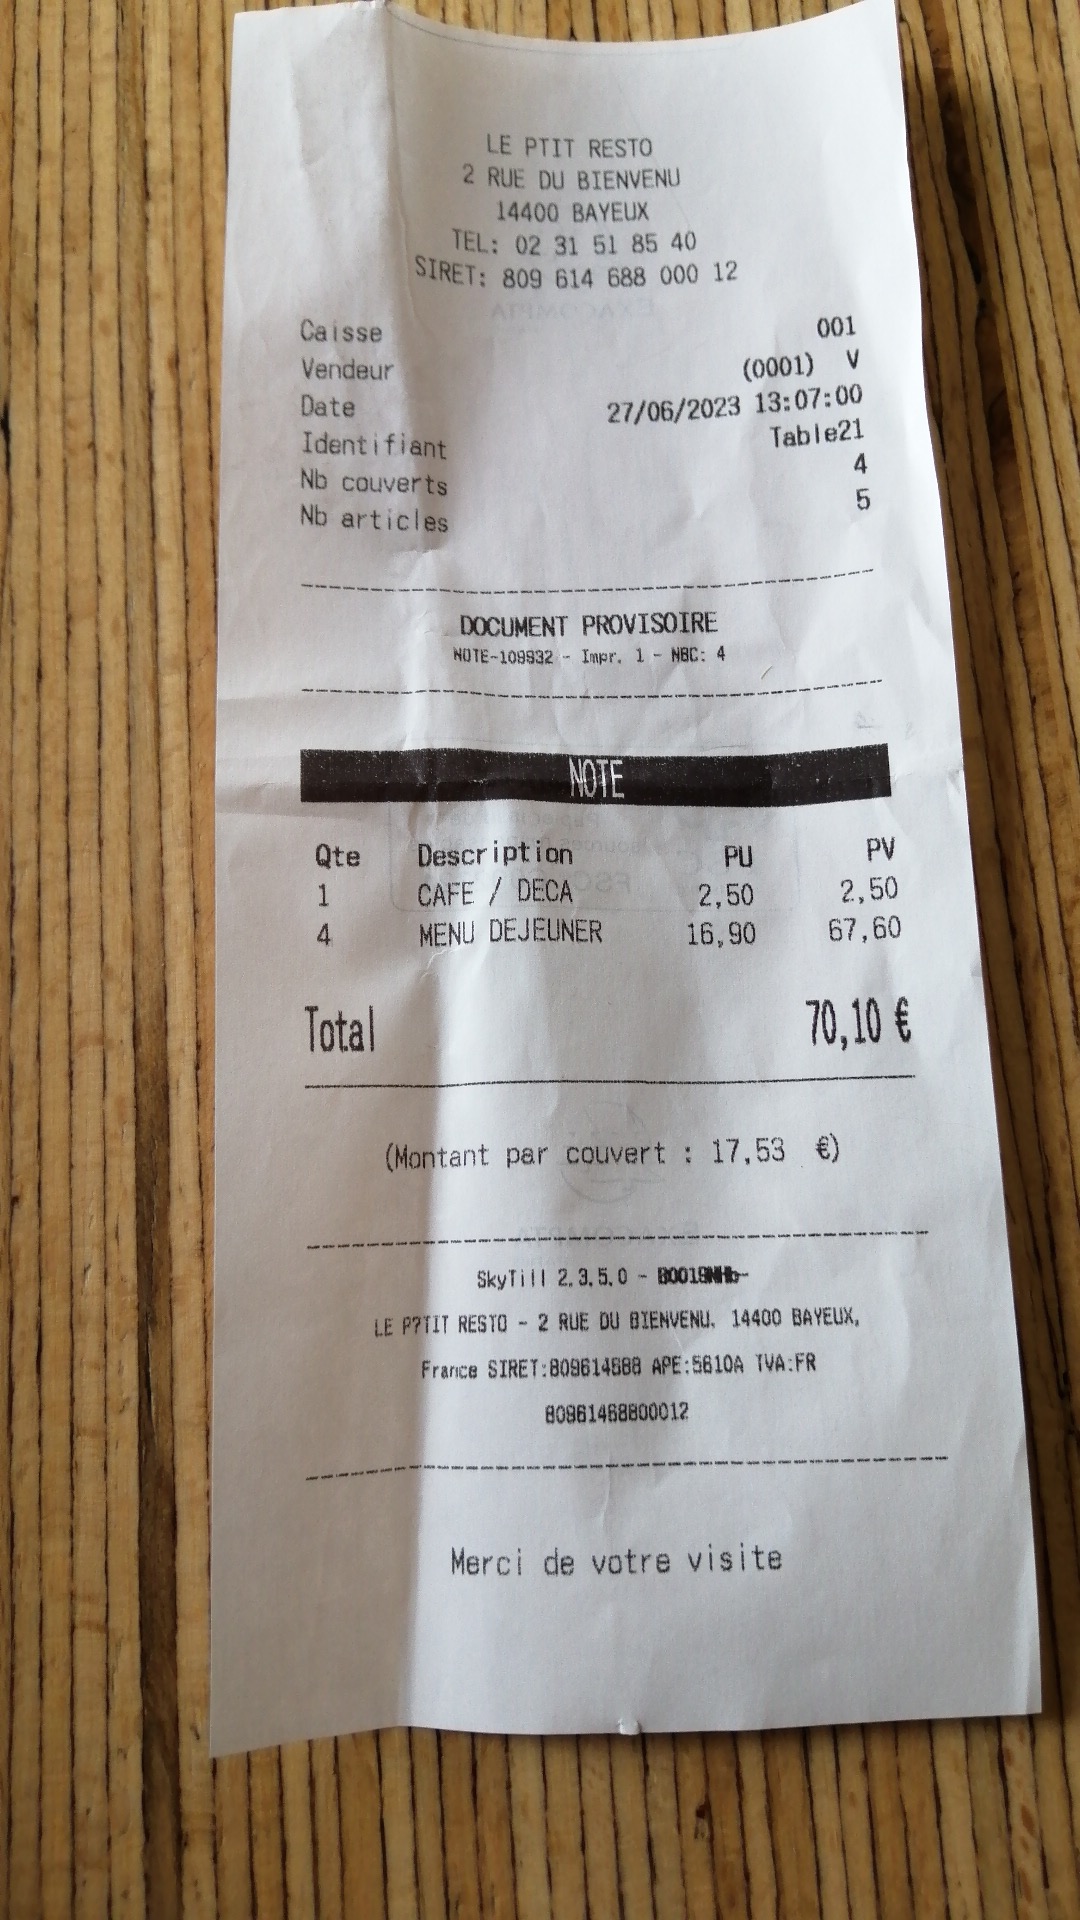 LE PTIT RESTO
2 RUE DU BIENVENU
14400 BAYEUX
TEL: 02 31 51 85 40
SIRET: 809 614 688 000 12
Caisse 001
Vendeur (0001) V
Date 27/06/2023 13:07:00
Identifiant Table21
Nb couverts 4
Nb articles 5
DOCUMENT PROVISOIRE
NOTE-109932 - Impr. 1 - NBC: 4
NOTE
Qte Description PU PV
1 CAFE / DECA 2,50 2,50
4 MENU DEJEUNER 16,90 67,60
Total 70,10 €
(Montant par couvert : 17,53 €)
SkyTill 2.3.5.0 -
LE P?TIT RESTO - 2 RUE DU BIENVENU, 14400 BAYEUX,
France SIRET:809614688 APE:5610A TVA:FR
80961468800012
Merci de votre visite